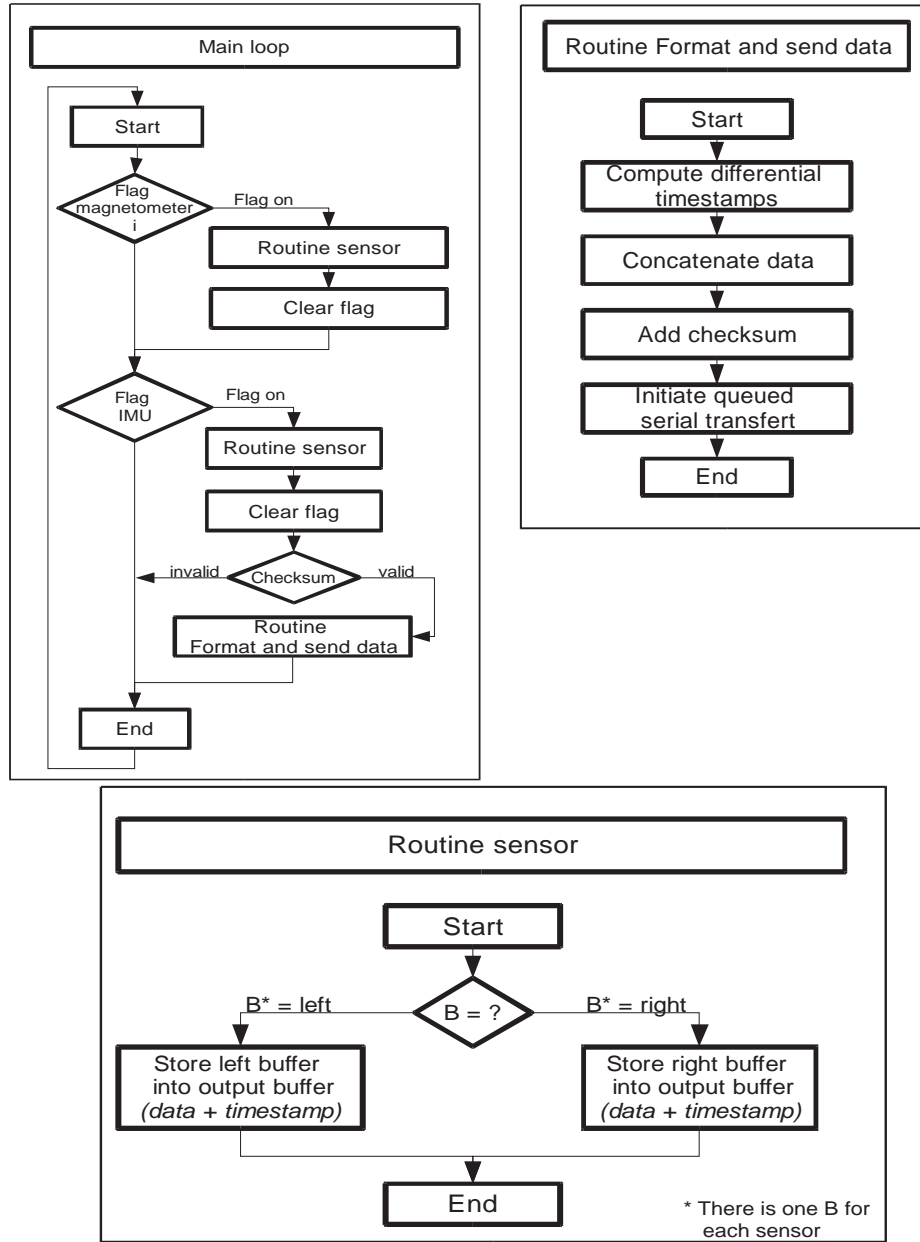 Main loop
Start
Flag
magnetometer
i
Flag on
Routine sensor
Clear flag
Flag
IMU
Flag on
Routine sensor
Clear flag
Checksum
invalid
valid
Routine
Format and send data
End
Routine Format and send data
Start
Compute differential
timestamps
Concatenate data
Add checksum
Initiate queued
serial transfert
End
Routine sensor
Start
B = ?
B* = left
B* = right
Store left buffer
into output buffer
(data + timestamp)
Store right buffer
into output buffer
(data + timestamp)
End
* There is one B for
each sensor